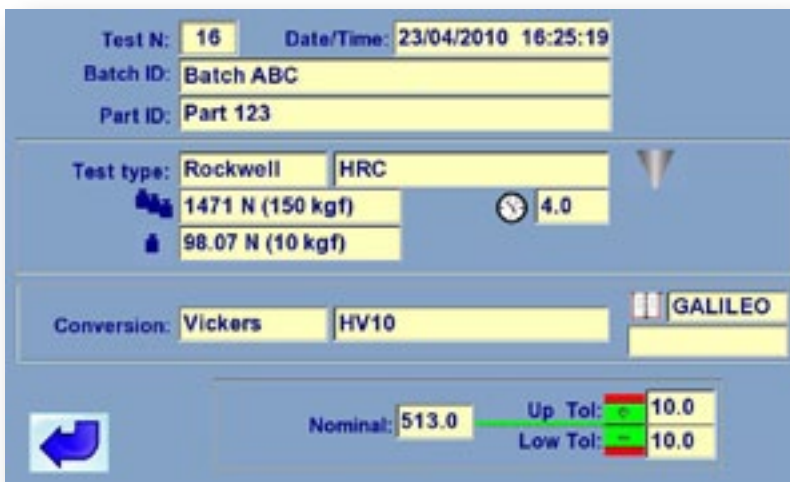 Test N: 16 Date/Time: 23/04/2010 16:25:19
Batch ID: Batch ABC
Part ID: Part 123
Test type: Rockwell HRC
1471 N (150 kgf) 4.0
98.07 N (10 kgf)
GALILEO
Conversion: Vickers HV10
Nominal: 513.0 Up Tol: 10.0
Low Tol: 10.0